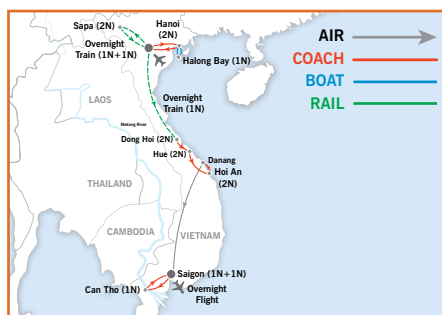 Sapa (2N)
Hanoi
(2N)
Overnight
Train (1N+1N)
Halong Bay (1N)
AIR
COACH
BOAT
RAIL
LAOS
Overnight
Train (1N)
Mekong River
Dong Hoi (2N)
Hue (2N)
Danang
Hoi An
(2N)
THAILAND
CAMBODIA
VIETNAM
Saigon (1N+1N)
Can Tho (1N)
Overnight
Flight